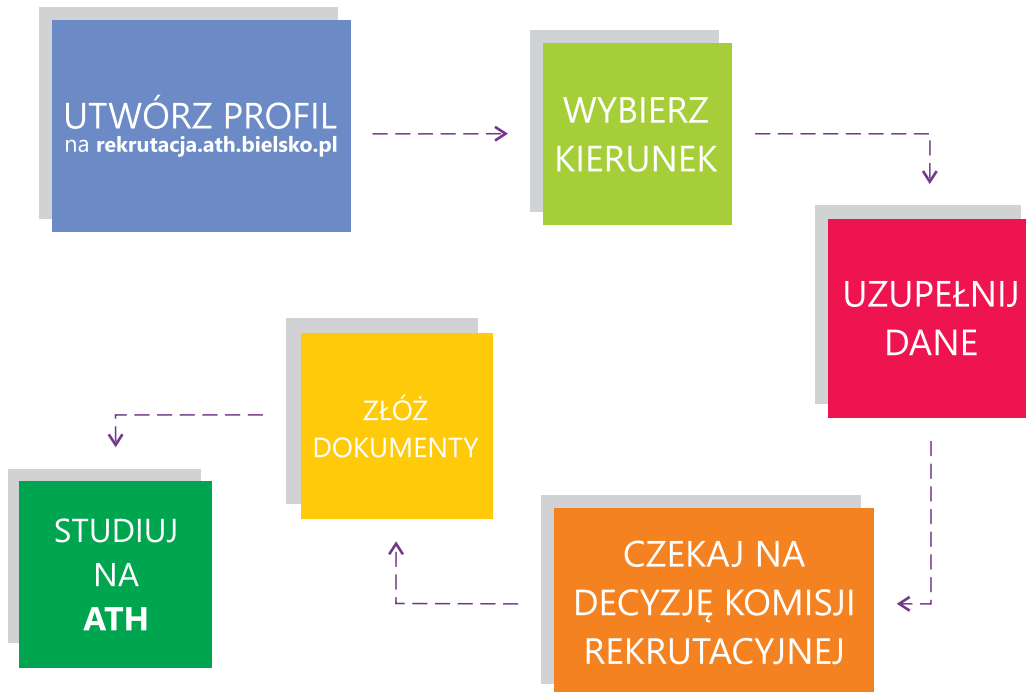 UTWÓRZ PROFIL
na rekrutacja.ath.bielsko.pl
WYBIERZ
KIERUNEK
UZUPEŁNIJ
DANE
CZEKAJ NA
DECYZJĘ KOMISJI
REKRUTACYJNEJ
ZŁÓŻ
DOKUMENTY
STUDIUJ
NA
ATH